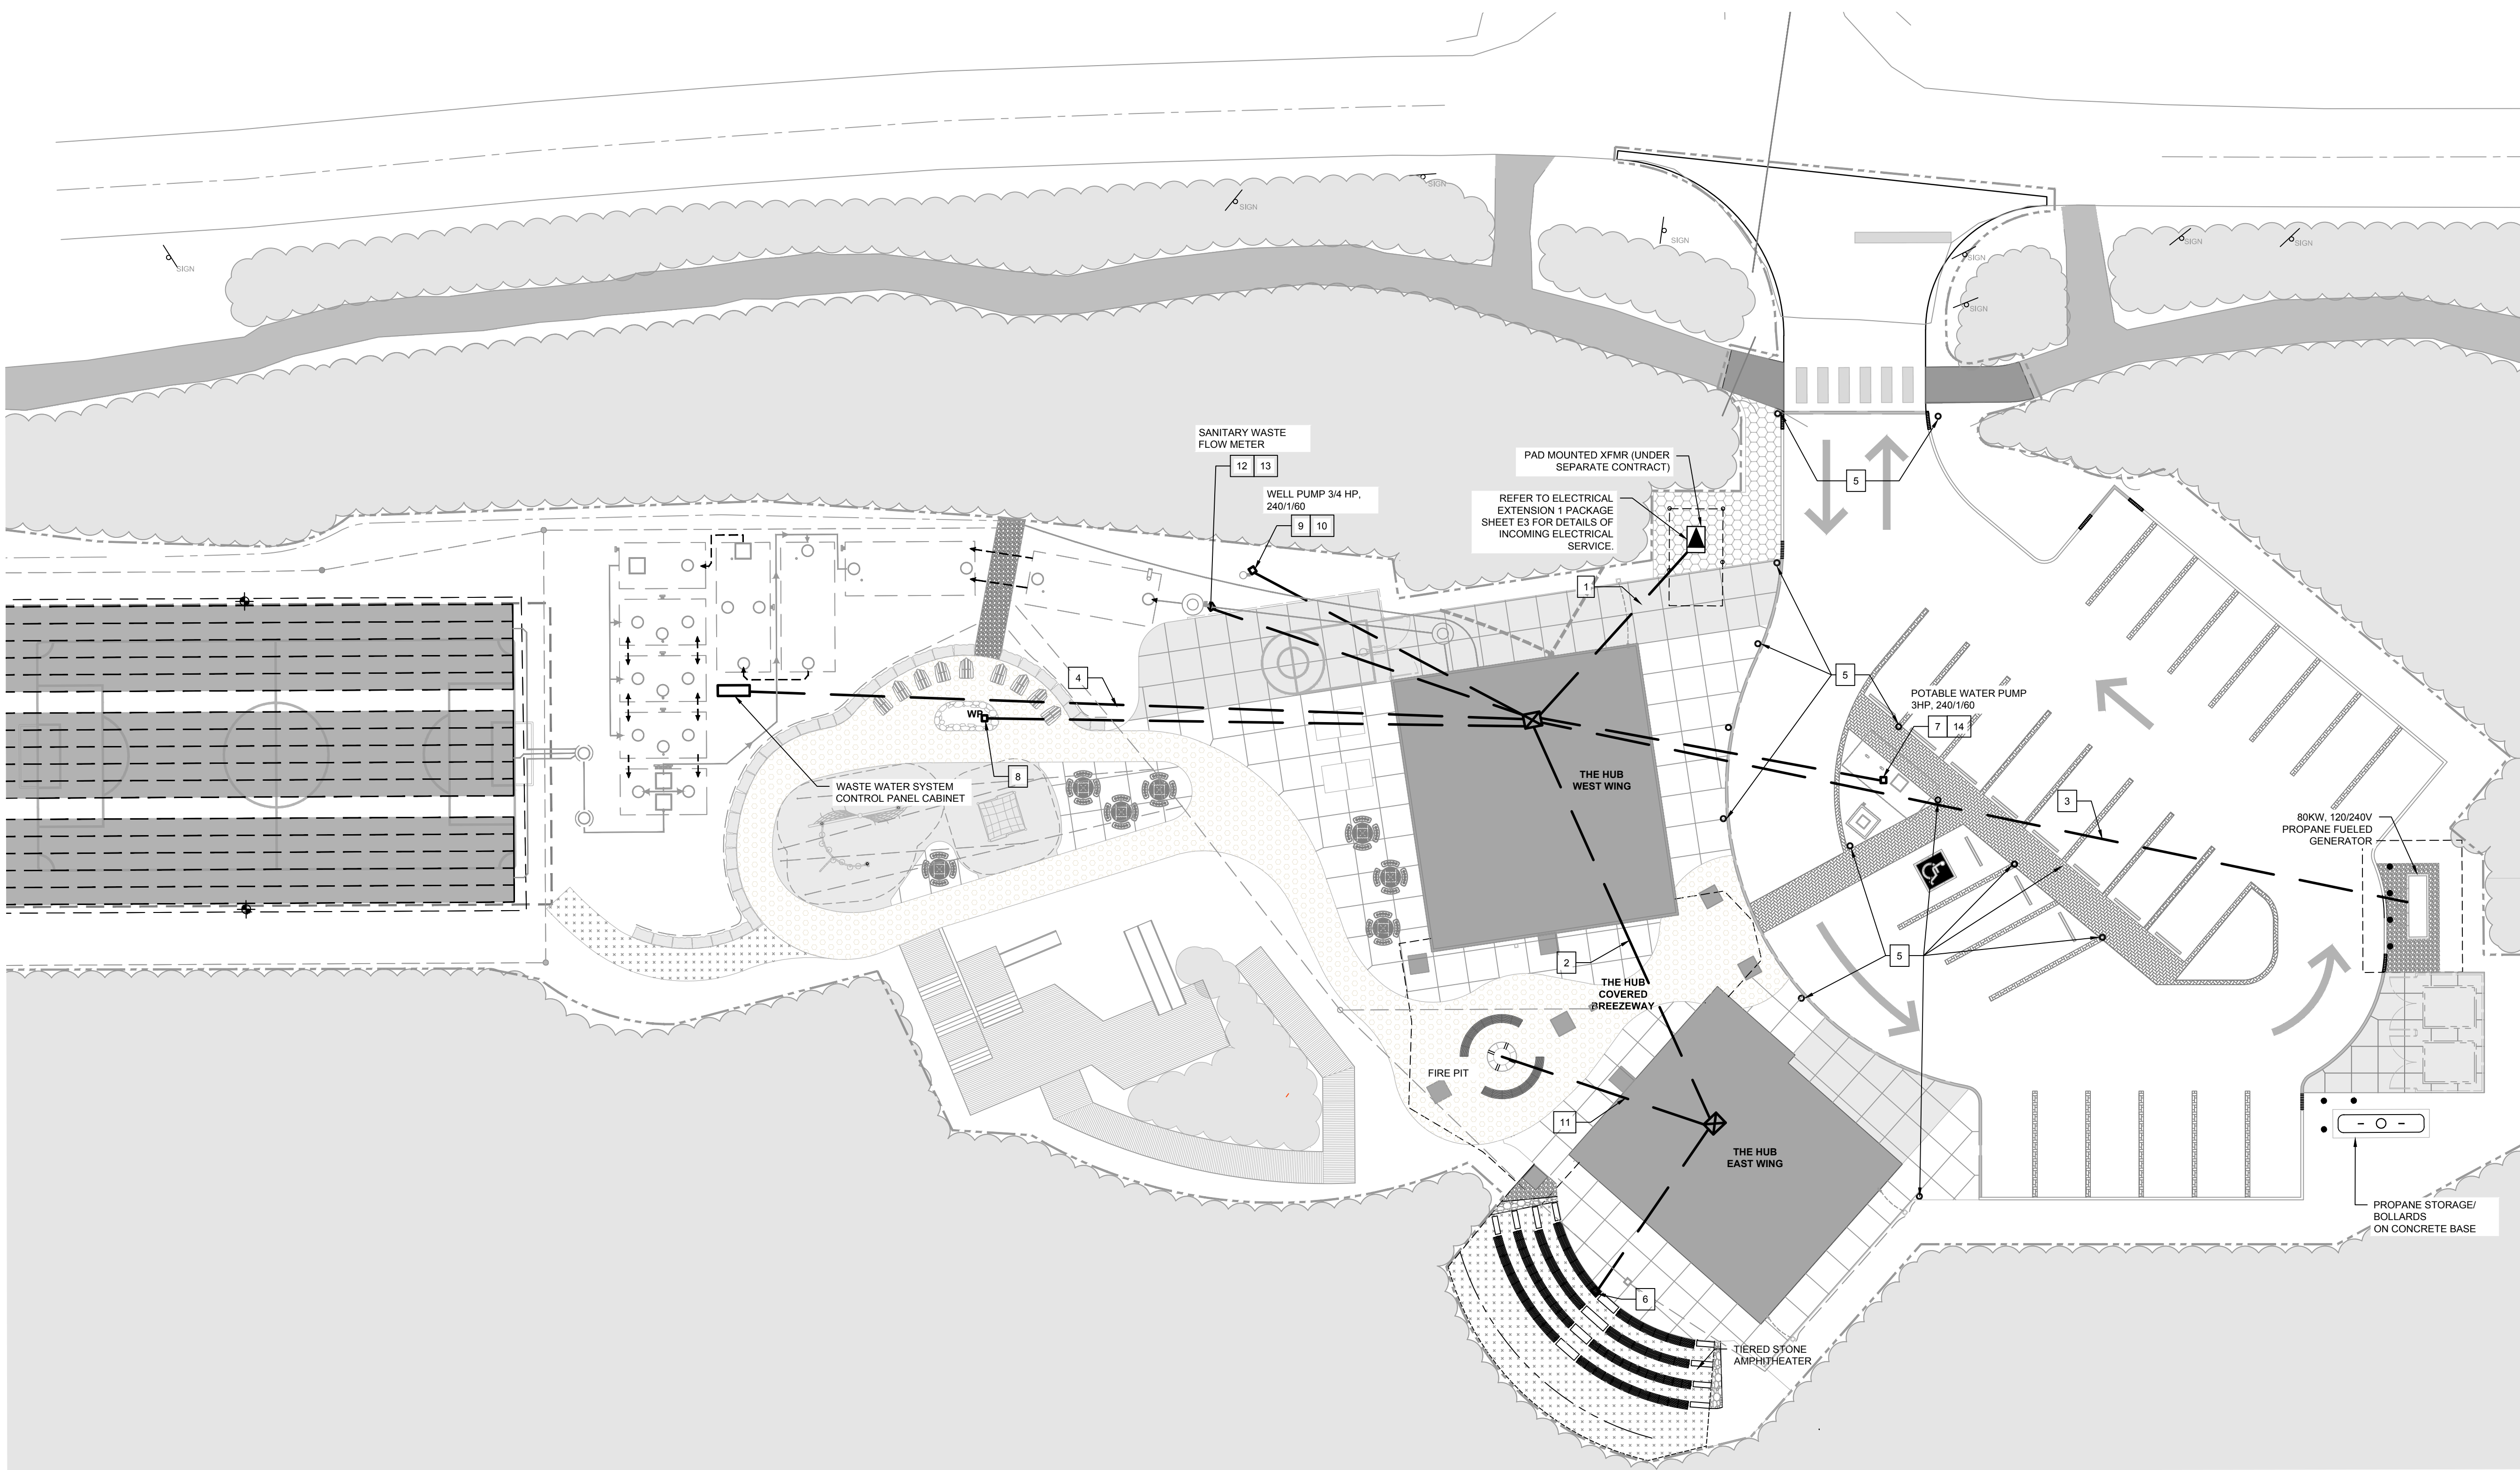 SIGN
SIGN
SIGN
SIGN
SIGN
SIGN
SIGN
SIGN
SANITARY WASTE
FLOW METER
12 13
WELL PUMP 3/4 HP,
240/1/60
9 10
PAD MOUNTED XFMR (UNDER
SEPARATE CONTRACT)
REFER TO ELECTRICAL
EXTENSION 1 PACKAGE
SHEET E3 FOR DETAILS OF
INCOMING ELECTRICAL
SERVICE.
5
1
4
5
POTABLE WATER PUMP
3HP, 240/1/60
7 14
WP
8
WASTE WATER SYSTEM
CONTROL PANEL CABINET
THE HUB
WEST WING
3
80KW, 120/240V
PROPANE FUELED
GENERATOR
2
5
THE HUB
COVERED
BREEZEWAY
FIRE PIT
11
THE HUB
EAST WING
PROPANE STORAGE/
BOLLARDS
ON CONCRETE BASE
6
TIERED STONE
AMPHITHEATER